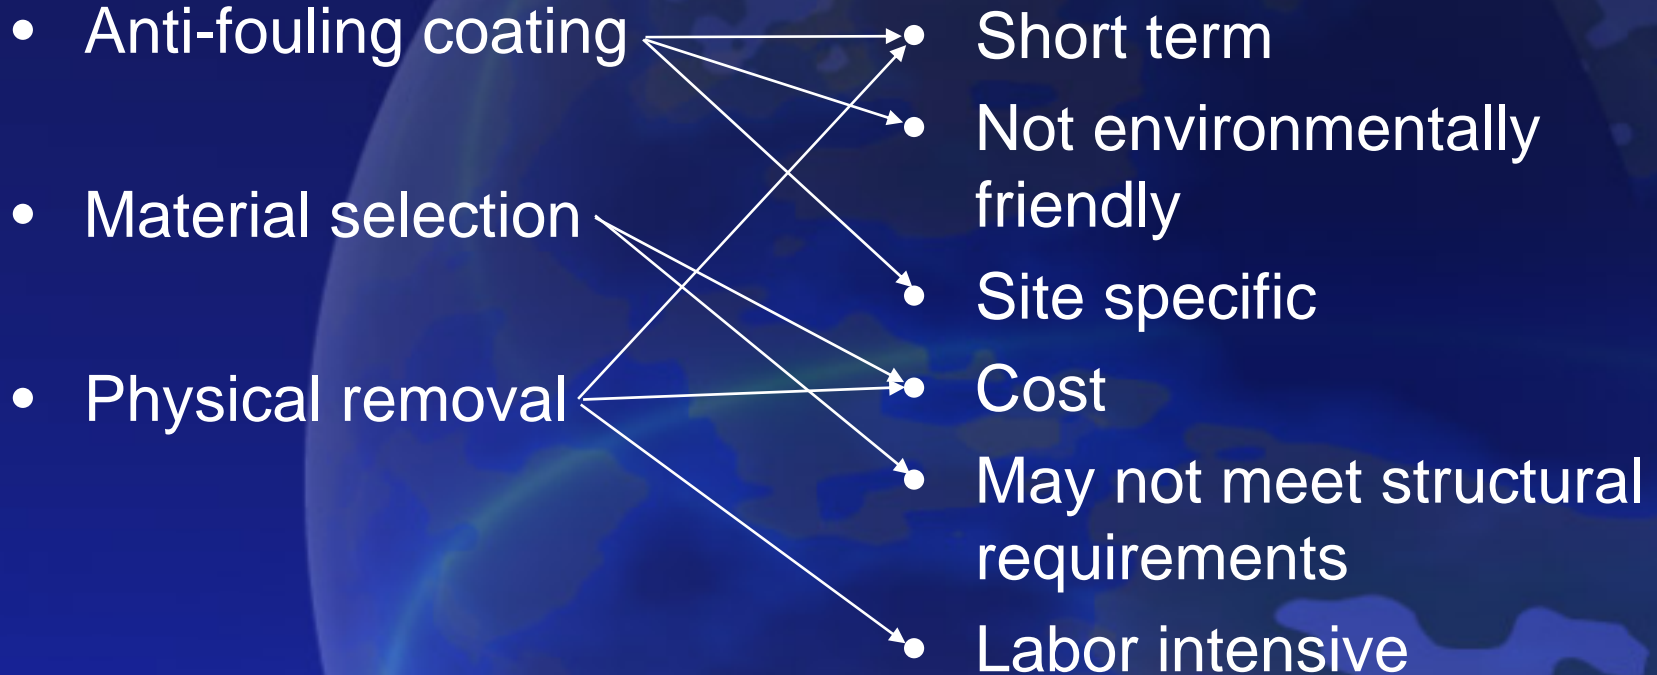 • Anti-fouling coating
• Material selection
• Physical removal
• Short term
• Not environmentally
friendly
• Site specific
• Cost
• May not meet structural
requirements
• Labor intensive